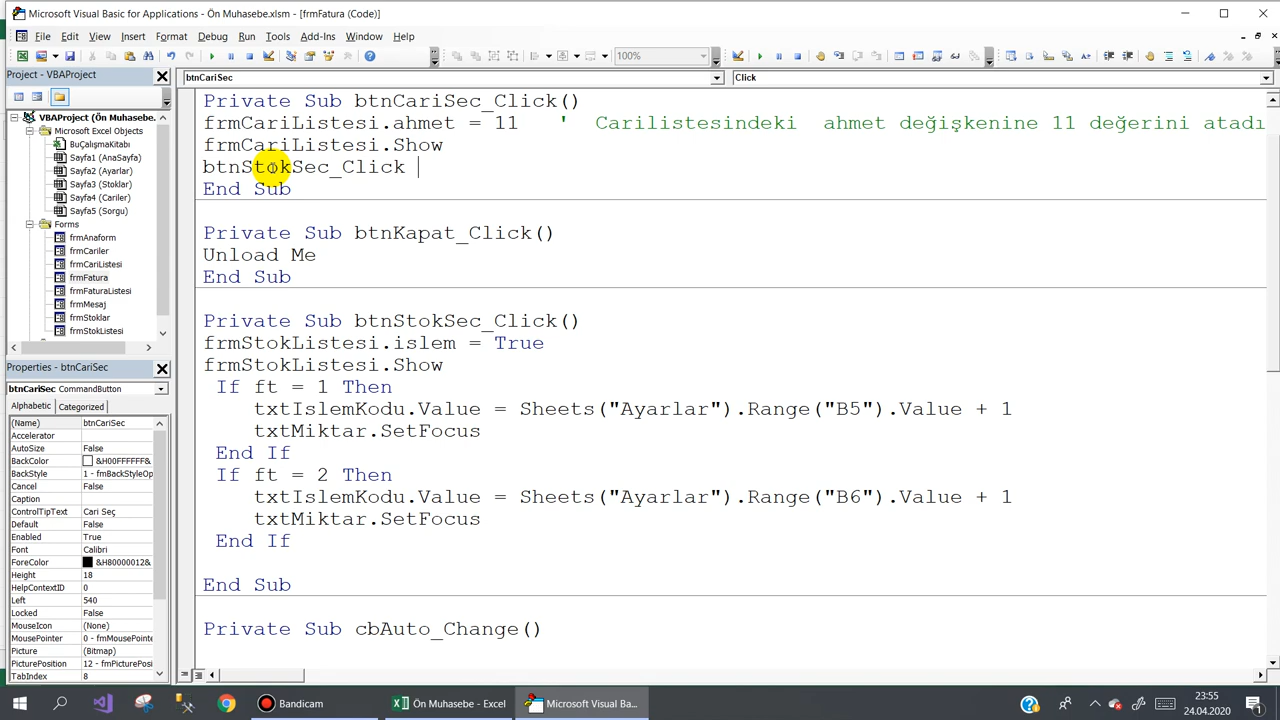 Microsoft Visual Basic for Applications - Ön Muhasebe.xlsm - [frmFatura (Code)]
File Edit View Insert Format Debug Run Tools Add-Ins Window Help
100%
Project - VBAProject
btnCariSec
Click
VBAProject (Ön Muhasebe.
Microsoft Excel Objects
BuÇalışmaKitabı
Sayfa1 (AnaSayfa)
Sayfa2 (Ayarlar)
Sayfa3 (Stoklar)
Sayfa4 (Cariler)
Sayfa5 (Sorgu)
Forms
frmAnaform
frmCariler
frmCariListesi
frmFatura
frmFaturaListesi
frmMesaj
frmStoklar
frmStokListesi
Properties - btnCariSec
btnCariSec CommandButton
Alphabetic Categorized
(Name) btnCariSec
Accelerator
AutoSize False
BackColor &H00FFFFFF&
BackStyle 1 - fmBackStyleOp
Cancel False
Caption
ControlTipText Cari Seç
Default False
Enabled True
Font Calibri
ForeColor &H80000012&
Height 18
HelpContextID 0
Left 540
Locked False
MouseIcon (None)
MousePointer 0 - fmMousePointe
Picture (Bitmap)
PicturePosition 12 - fmPicturePosi
TabIndex 8
Private Sub btnCariSec_Click()
frmCariListesi.ahmet = 11 ' Carilistesindeki ahmet değişkenine 11 değerini atadı
frmCariListesi.Show
btnStokSec_Click
End Sub
Private Sub btnKapat_Click()
Unload Me
End Sub
Private Sub btnStokSec_Click()
frmStokListesi.islem = True
frmStokListesi.Show
If ft = 1 Then
txtIslemKodu.Value = Sheets("Ayarlar").Range("B5").Value + 1
txtMiktar.SetFocus
End If
If ft = 2 Then
txtIslemKodu.Value = Sheets("Ayarlar").Range("B6").Value + 1
txtMiktar.SetFocus
End If
End Sub
Private Sub cbAuto_Change()
Bandicam
Ön Muhasebe - Excel
Microsoft Visual Ba...
23:55
24.04.2020
1